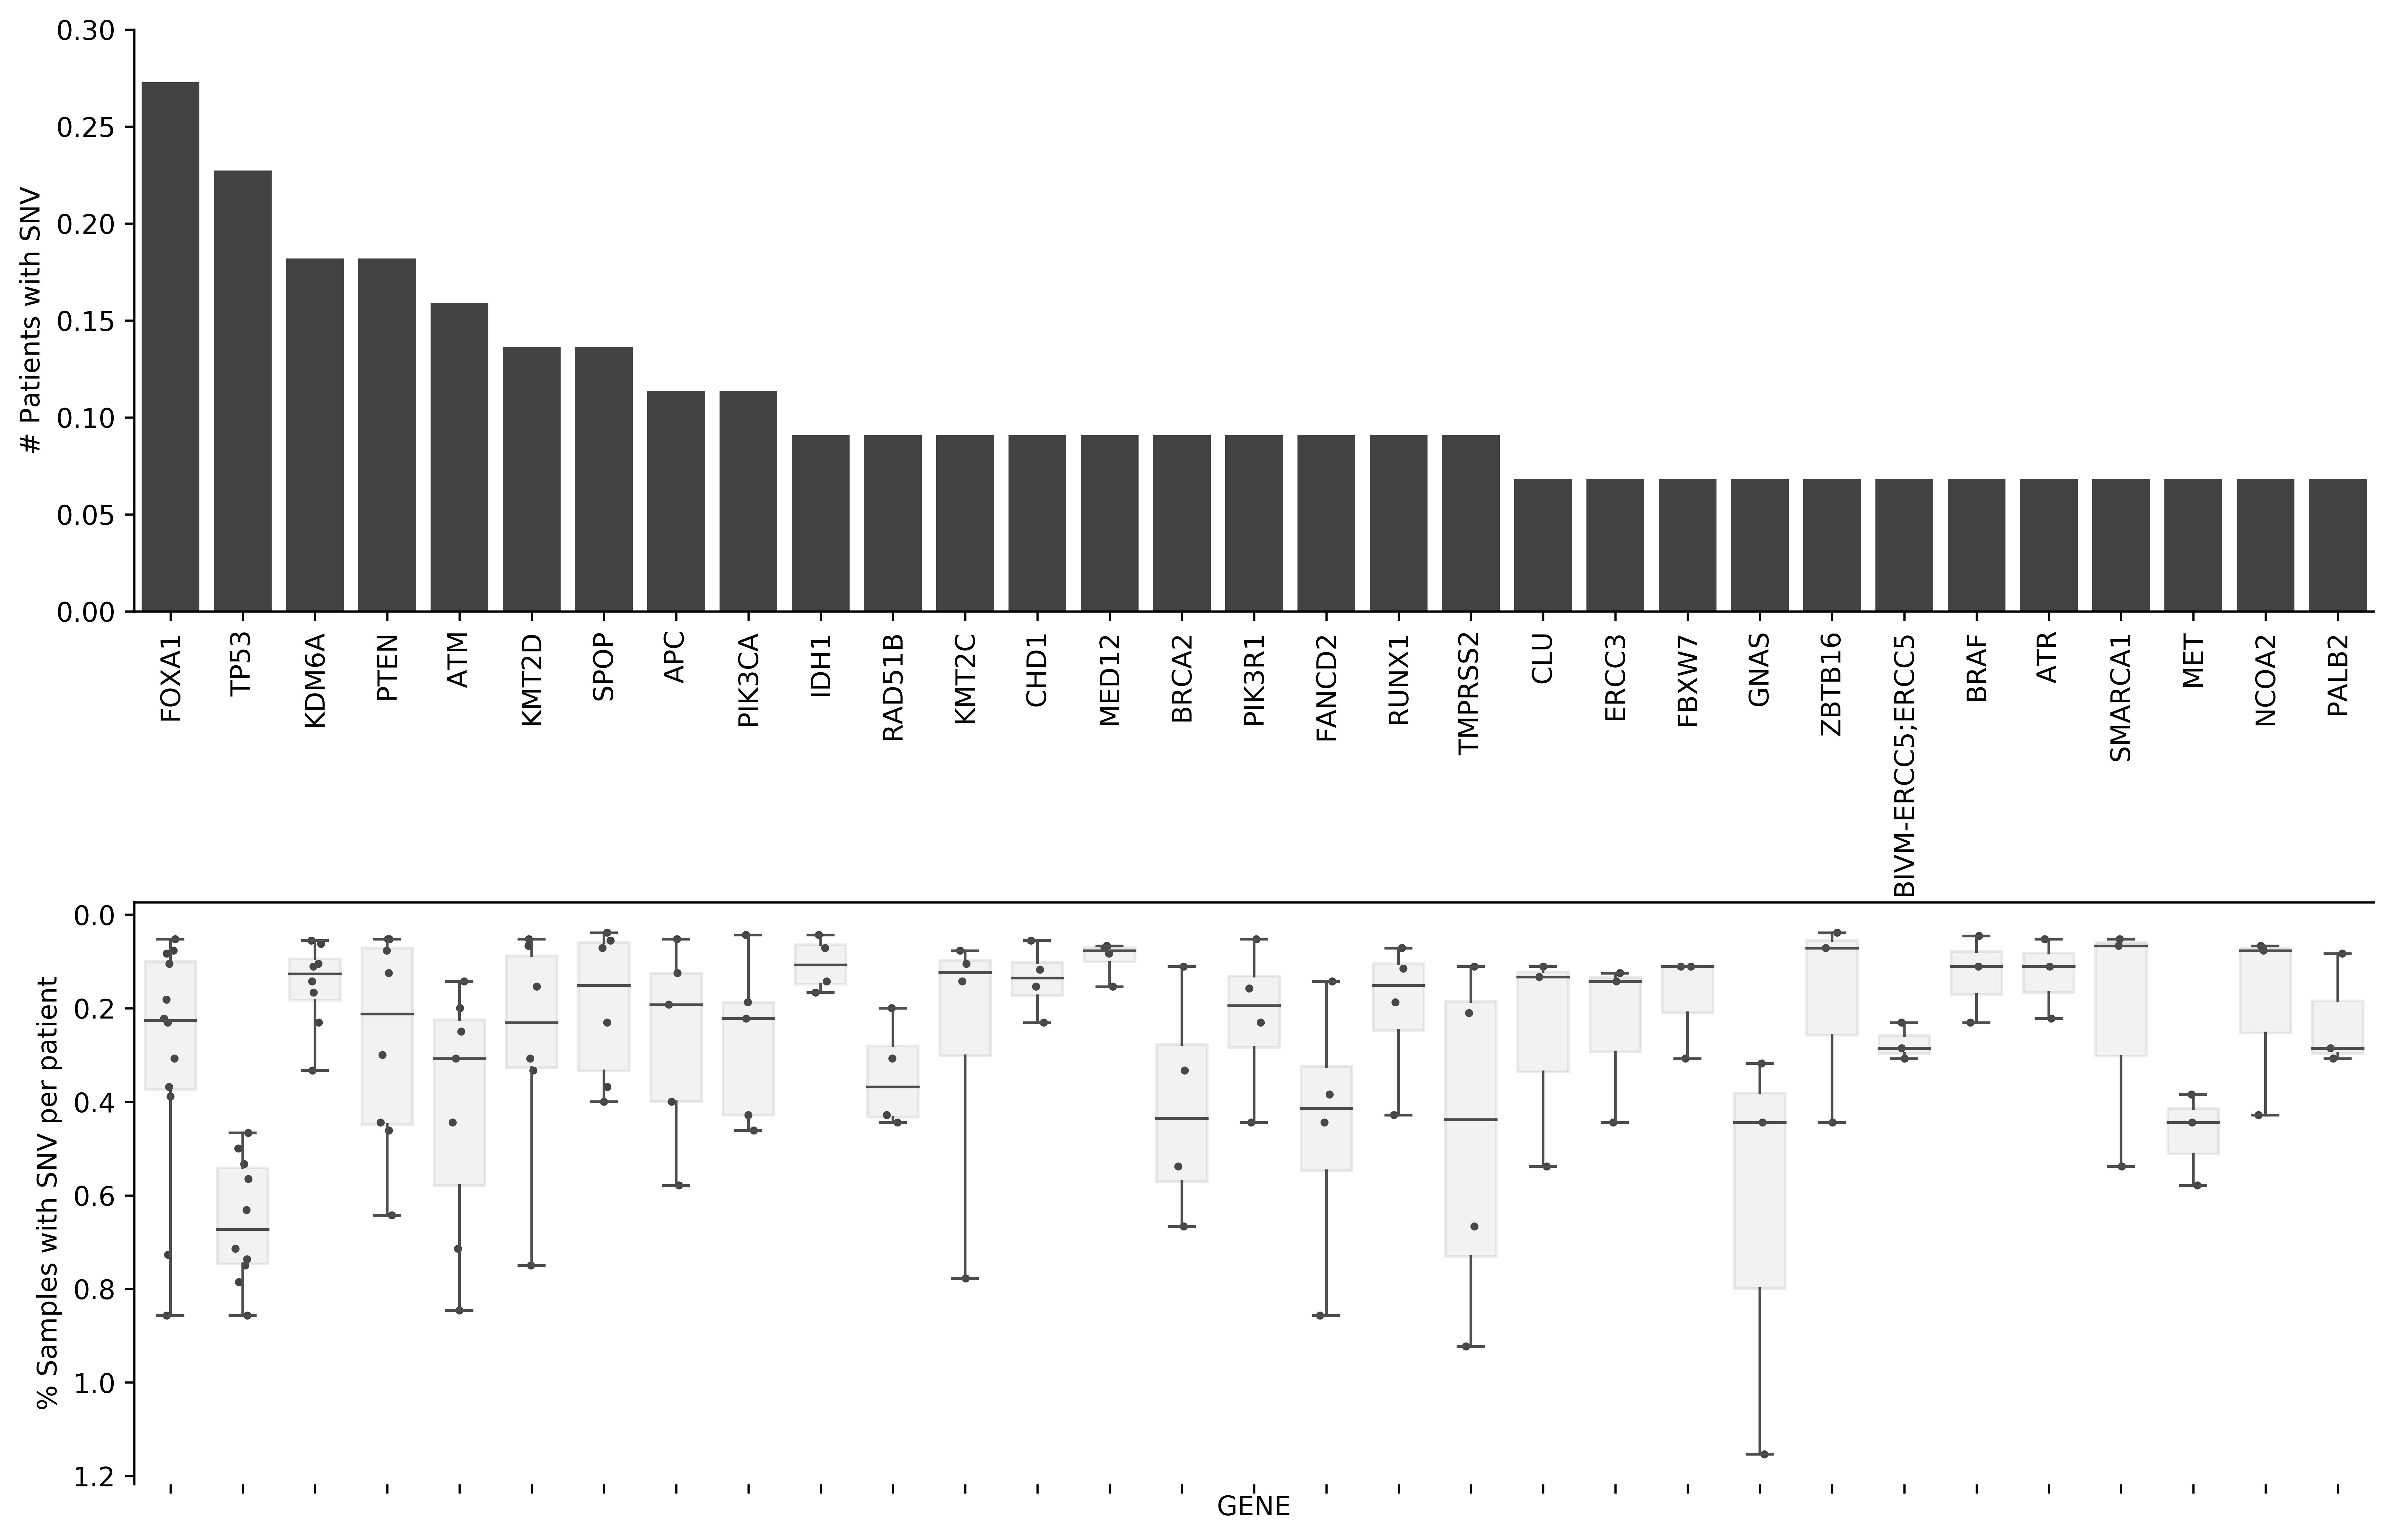 0.30
0.25
0.20
0.15
0.10
0.05
0.00
# Patients with SNV
FOXA1
TP53
KDM6A
PTEN
ATM
KMT2D
SPOP
APC
PIK3CA
IDH1
RAD51B
KMT2C
CHD1
MED12
BRCA2
PIK3R1
FANCD2
RUNX1
TMPRSS2
CLU
ERCC3
FBXW7
GNAS
ZBTB16
BIVM-ERCC5;ERCC5
BRAF
ATR
SMARCA1
MET
NCOA2
PALB2
0.0
0.2
0.4
0.6
0.8
1.0
1.2
% Samples with SNV per patient
GENE